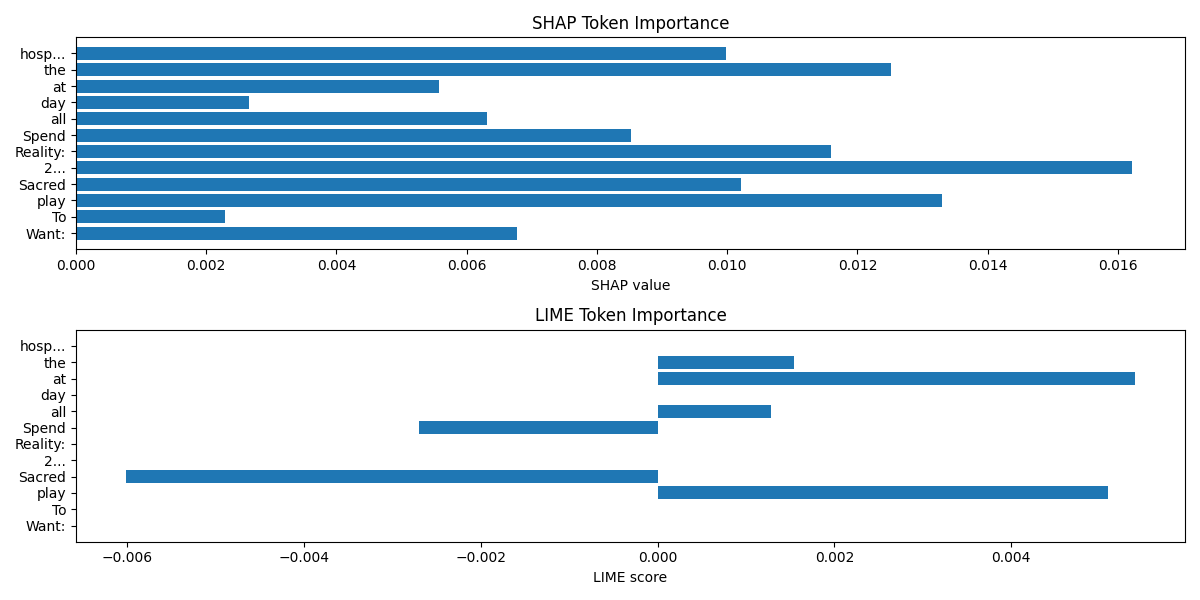 SHAP Token Importance
hosp...
the
at
day
all
Spend
Reality:
2...
Sacred
play
To
Want:
0.000 0.002 0.004 0.006 0.008 0.010 0.012 0.014 0.016
SHAP value
LIME Token Importance
hosp...
the
at
day
all
Spend
Reality:
2...
Sacred
play
To
Want:
−0.006 −0.004 −0.002 0.000 0.002 0.004
LIME score